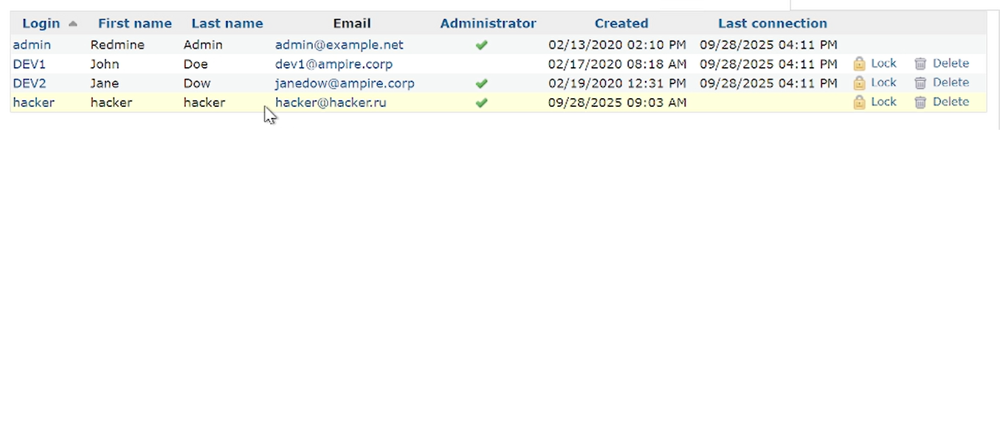 Login First name Last name Email Administrator Created Last connection
admin Redmine Admin admin@example.net 02/13/2020 02:10 PM 09/28/2025 04:11 PM
DEV1 John Doe dev1@ampire.corp 02/17/2020 08:18 AM 09/28/2025 04:11 PM Lock Delete
DEV2 Jane Dow janedow@ampire.corp 02/19/2020 12:31 PM 09/28/2025 04:11 PM Lock Delete
hacker hacker hacker hacker@hacker.ru 09/28/2025 09:03 AM Lock Delete